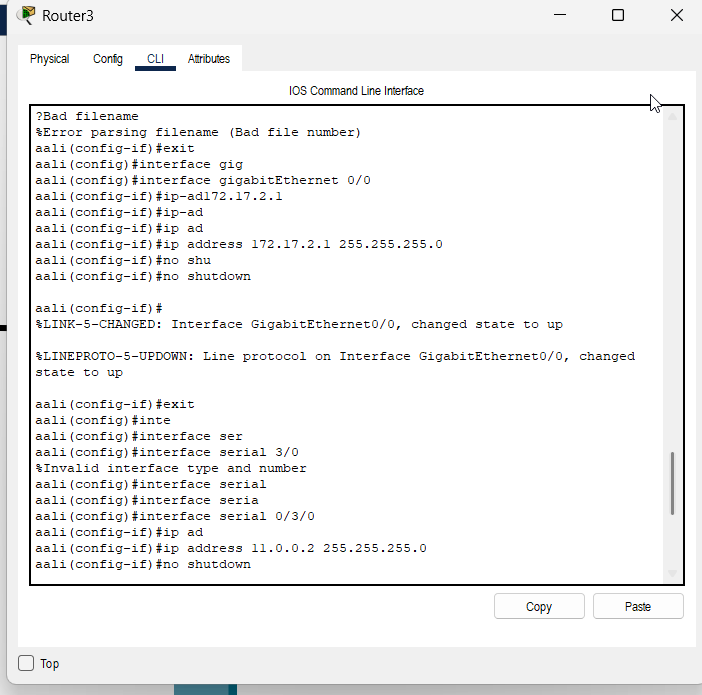 Router3
Physical Config CLI Attributes
IOS Command Line Interface
?Bad filename
%Error parsing filename (Bad file number)
aali(config-if)#exit
aali(config)#interface gig
aali(config)#interface gigabitEthernet 0/0
aali(config-if)#ip-ad172.17.2.1
aali(config-if)#ip-ad
aali(config-if)#ip ad
aali(config-if)#ip address 172.17.2.1 255.255.255.0
aali(config-if)#no shu
aali(config-if)#no shutdown
aali(config-if)#
%LINK-5-CHANGED: Interface GigabitEthernet0/0, changed state to up
%LINEPROTO-5-UPDOWN: Line protocol on Interface GigabitEthernet0/0, changed
state to up
aali(config-if)#exit
aali(config)#inte
aali(config)#interface ser
aali(config)#interface serial 3/0
%Invalid interface type and number
aali(config)#interface serial
aali(config)#interface seria
aali(config)#interface serial 0/3/0
aali(config-if)#ip ad
aali(config-if)#ip address 11.0.0.2 255.255.255.0
aali(config-if)#no shutdown
Copy Paste
Top